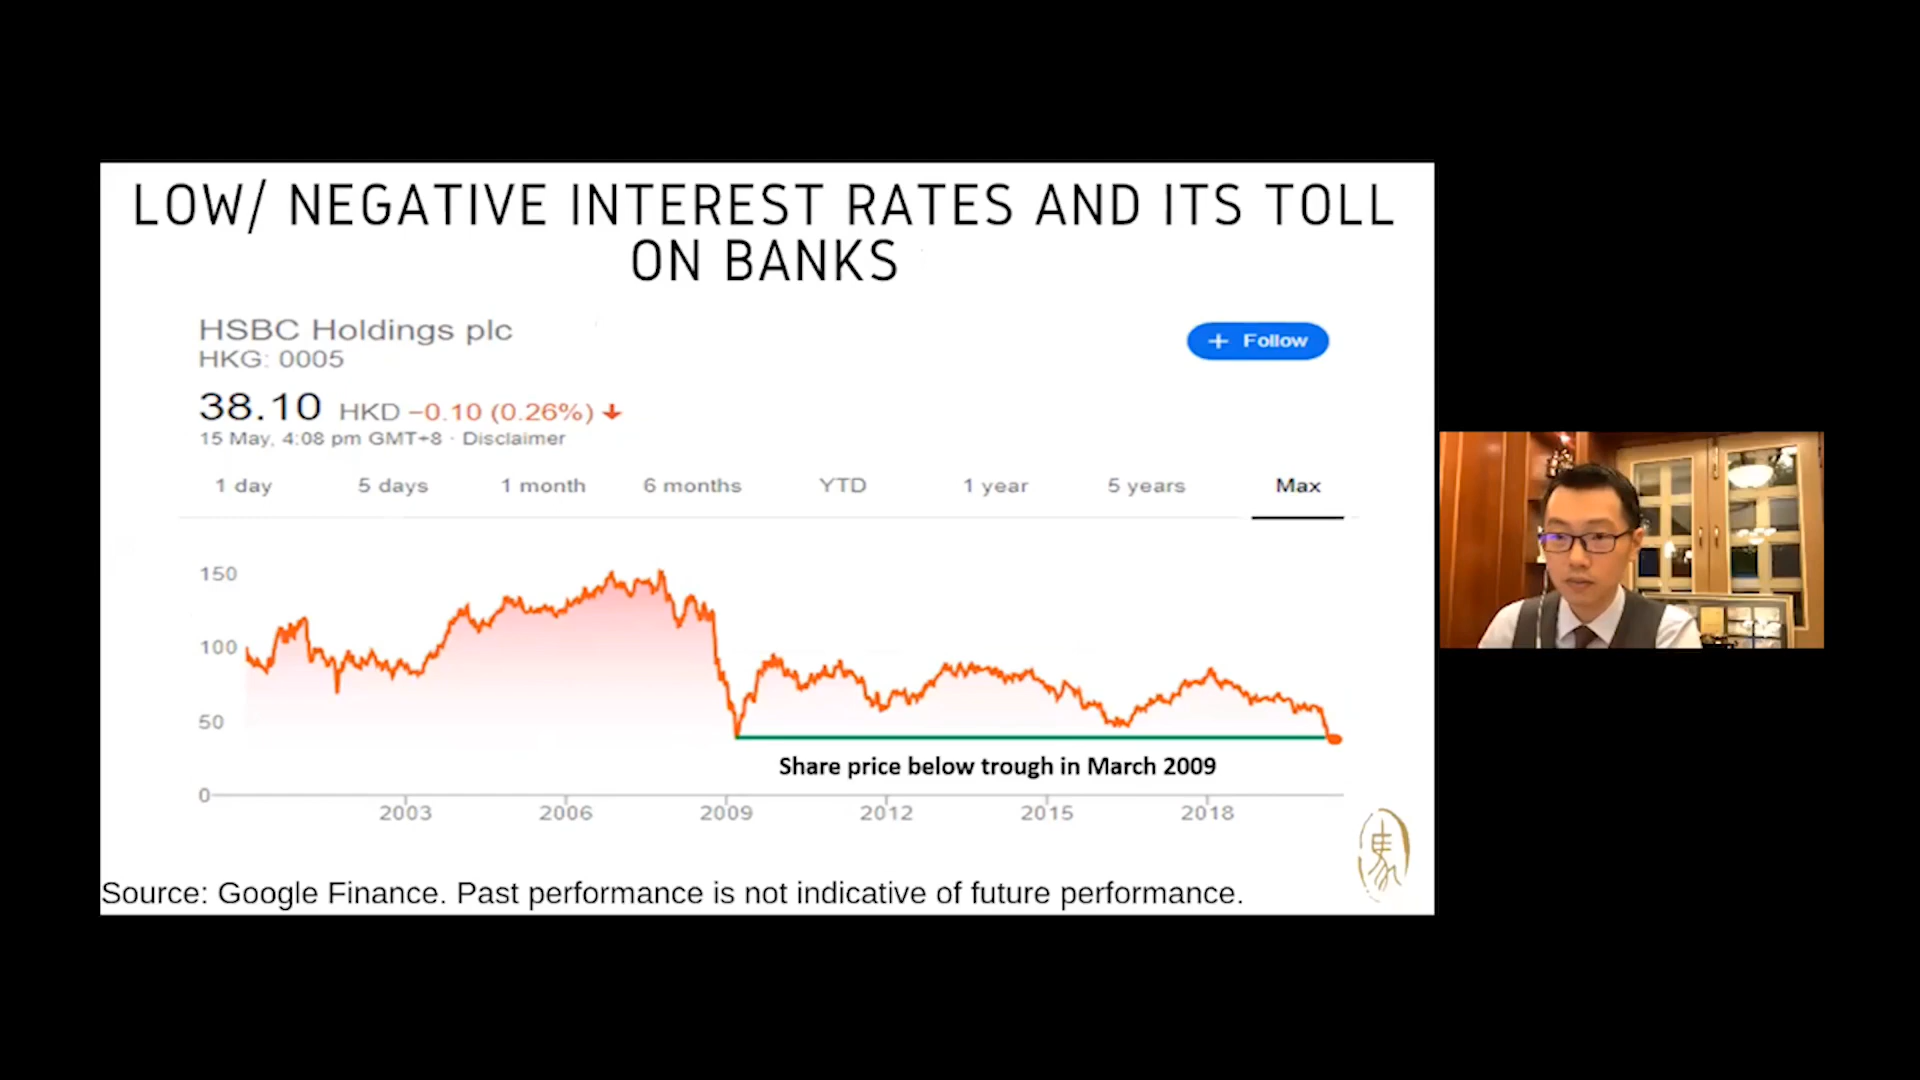 LOW/ NEGATIVE INTEREST RATES AND ITS TOLL
ON BANKS
HSBC Holdings plc
HKG: 0005
+ Follow
38.10 HKD −0.10 (0.26%) ↓
15 May, 4:08 pm GMT+8 · Disclaimer
1 day 5 days 1 month 6 months YTD 1 year 5 years Max
150
100
50
0
Share price below trough in March 2009
2003 2006 2009 2012 2015 2018
Source: Google Finance. Past performance is not indicative of future performance.